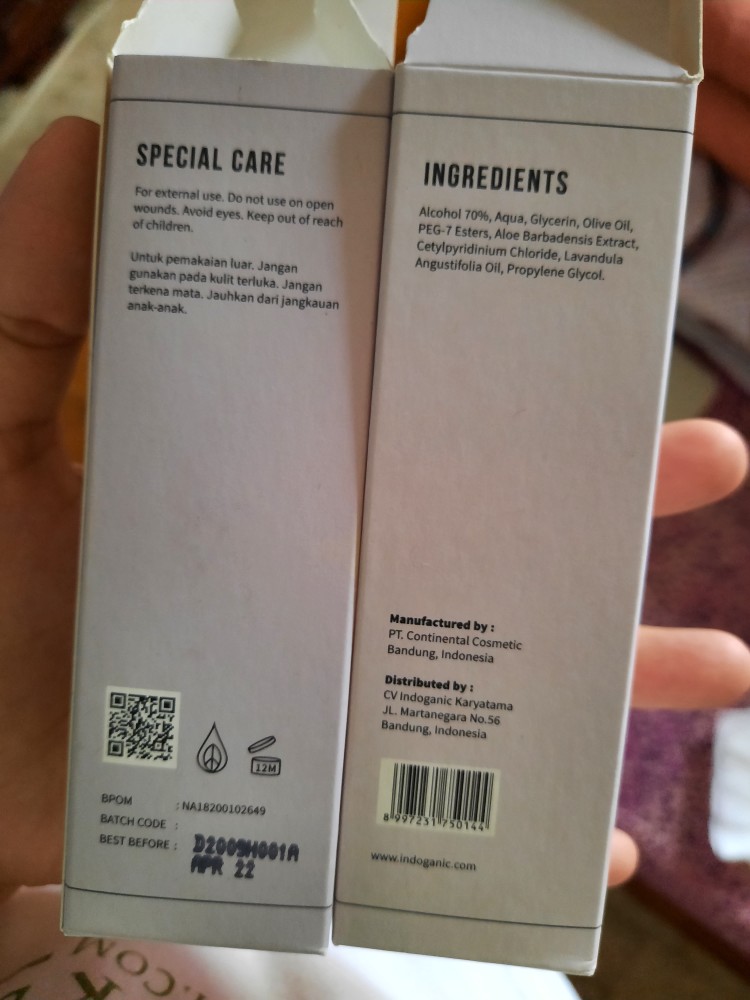 SPECIAL CARE
For external use. Do not use on open
wounds. Avoid eyes. Keep out of reach
of children.
Untuk pemakaian luar. Jangan
gunakan pada kulit terluka. Jangan
terkena mata. Jauhkan dari jangkauan
anak-anak.
12M
BPOM : NA18200102649
BATCH CODE :
BEST BEFORE : D2009H001A
APR 22
INGREDIENTS
Alcohol 70%, Aqua, Glycerin, Olive Oil,
PEG-7 Esters, Aloe Barbadensis Extract,
Cetylpyridinium Chloride, Lavandula
Angustifolia Oil, Propylene Glycol.
Manufactured by :
PT. Continental Cosmetic
Bandung, Indonesia
Distributed by :
CV Indoganic Karyatama
JL. Martanegara No.56
Bandung, Indonesia
8 997231 750144
www.indoganic.com